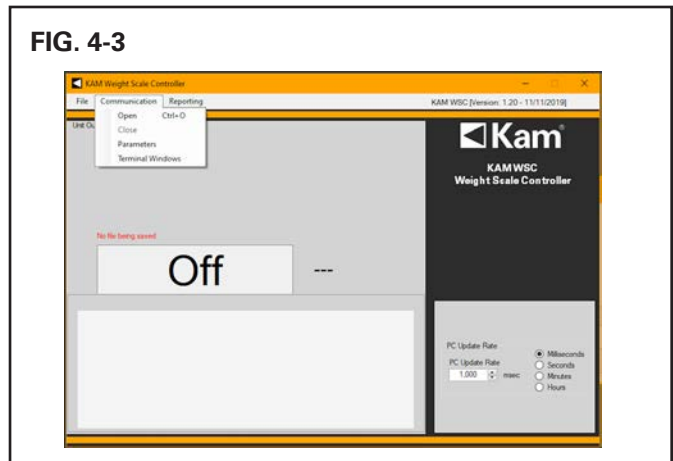 FIG. 4-3
KAM Weight Scale Controller
File Communication Reporting
KAM WSC [Version: 1.20 - 11/11/2019]
Open Ctrl+O
Close
Parameters
Terminal Windows
Unit
Kam
KAM WSC
Weight Scale Controller
No file being saved
Off ---
PC Update Rate
PC Update Rate
1,000 msec
Milliseconds
Seconds
Minutes
Hours